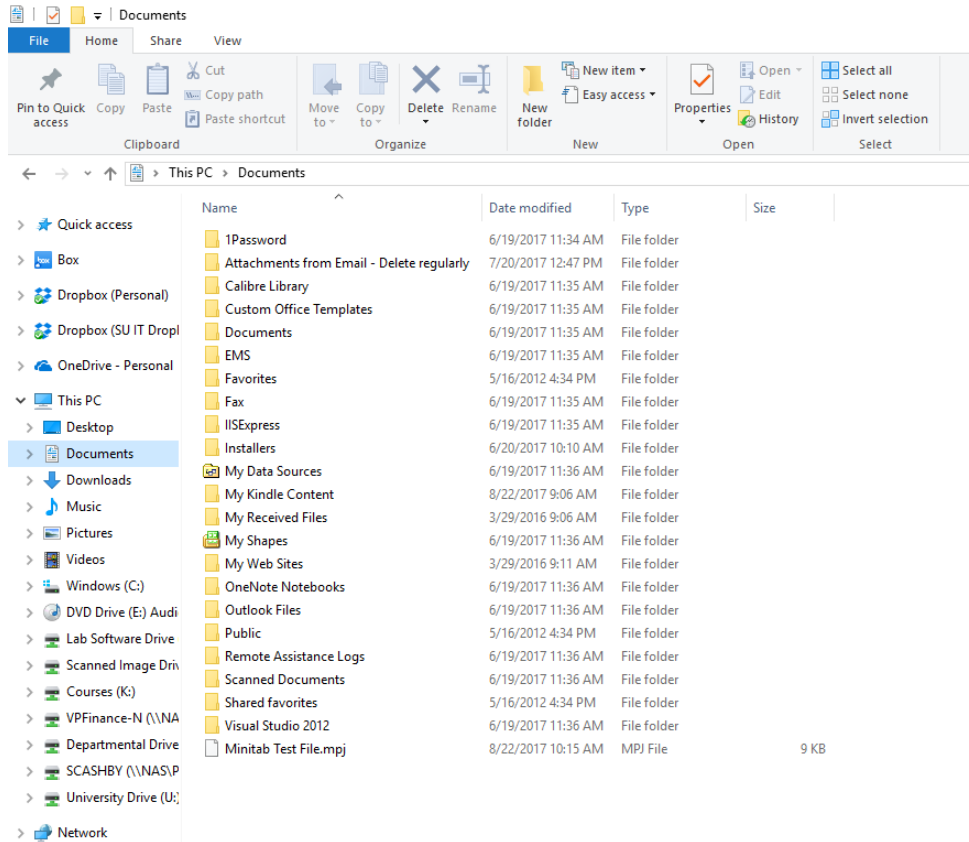 Documents
File Home Share View
Pin to Quick access
Copy
Paste
Cut
Copy path
Paste shortcut
Clipboard
Move to
Copy to
Delete
Rename
Organize
New folder
New item
Easy access
New
Properties
Open
Edit
History
Open
Select all
Select none
Invert selection
Select
This PC > Documents
Quick access
Box
Dropbox (Personal)
Dropbox (SU IT Dropl
OneDrive - Personal
This PC
Desktop
Documents
Downloads
Music
Pictures
Videos
Windows (C:)
DVD Drive (E:) Audi
Lab Software Drive
Scanned Image Driv
Courses (K:)
VPFinance-N (\\NA
Departmental Drive
SCASHBY (\\NAS\P
University Drive (U:)
Network
Name Date modified Type Size
1Password 6/19/2017 11:34 AM File folder
Attachments from Email - Delete regularly 7/20/2017 12:47 PM File folder
Calibre Library 6/19/2017 11:35 AM File folder
Custom Office Templates 6/19/2017 11:35 AM File folder
Documents 6/19/2017 11:35 AM File folder
EMS 6/19/2017 11:35 AM File folder
Favorites 5/16/2012 4:34 PM File folder
Fax 6/19/2017 11:35 AM File folder
IISExpress 6/19/2017 11:35 AM File folder
Installers 6/20/2017 10:10 AM File folder
My Data Sources 6/19/2017 11:36 AM File folder
My Kindle Content 8/22/2017 9:06 AM File folder
My Received Files 3/29/2016 9:06 AM File folder
My Shapes 6/19/2017 11:36 AM File folder
My Web Sites 3/29/2016 9:11 AM File folder
OneNote Notebooks 6/19/2017 11:36 AM File folder
Outlook Files 6/19/2017 11:36 AM File folder
Public 5/16/2012 4:34 PM File folder
Remote Assistance Logs 6/19/2017 11:36 AM File folder
Scanned Documents 6/19/2017 11:36 AM File folder
Shared favorites 5/16/2012 4:34 PM File folder
Visual Studio 2012 6/19/2017 11:36 AM File folder
Minitab Test File.mpj 8/22/2017 10:15 AM MPJ File 9 KB